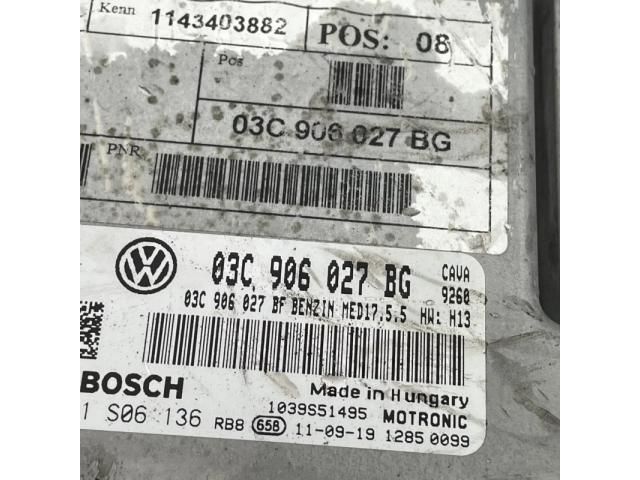 Kenn 1143403882 POS: 08
Pos
03C 906 027 BG
PNR
03C 906 027 BG CAVA
03C 906 027 BF BENZIN MED17.5.5 HW: H13 9260
BOSCH Made in Hungary
1039S51495 MOTRONIC
1 S06 136 RB8 658 11-09-19 1285 0099